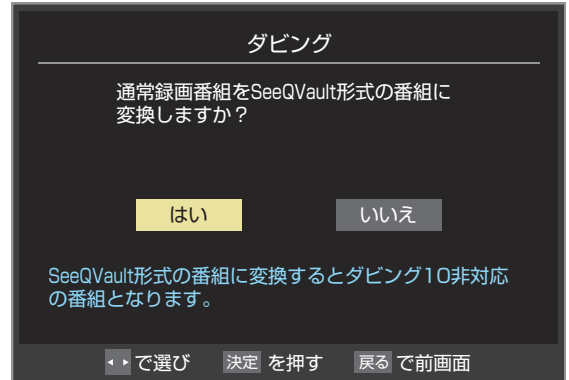 ダビング
通常録画番組をSeeQVault形式の番組に
変換しますか？
はい いいえ
SeeQVault形式の番組に変換するとダビング10非対応
の番組となります。
で選び 決定 を押す 戻る で前画面